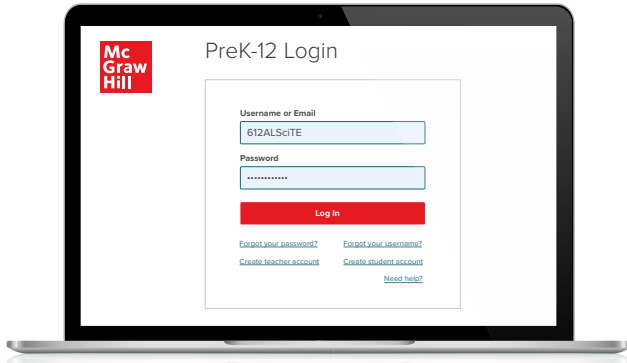 Mc
Graw
Hill
PreK-12 Login
Username or Email
612ALSciTE
Password
••••••••••••
Log In
Forgot your password? Forgot your username?
Create teacher account Create student account
Need help?